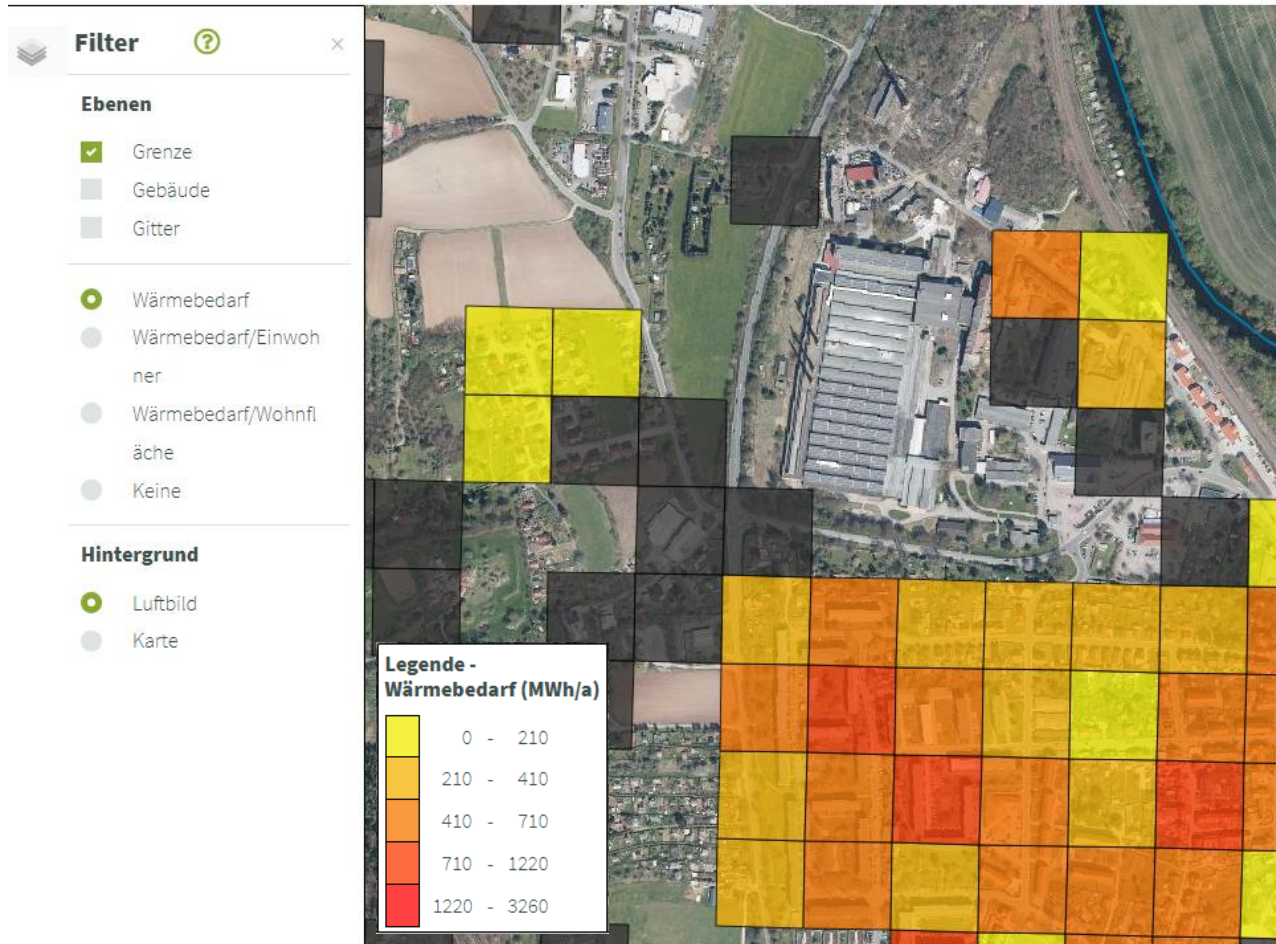 Filter ?
Ebenen
Grenze
Gebäude
Gitter
Wärmebedarf
Wärmebedarf/Einwoh
ner
Wärmebedarf/Wohnfl
äche
Keine
Hintergrund
Luftbild
Karte
Legende -
Wärmebedarf (MWh/a)
0 - 210
210 - 410
410 - 710
710 - 1220
1220 - 3260